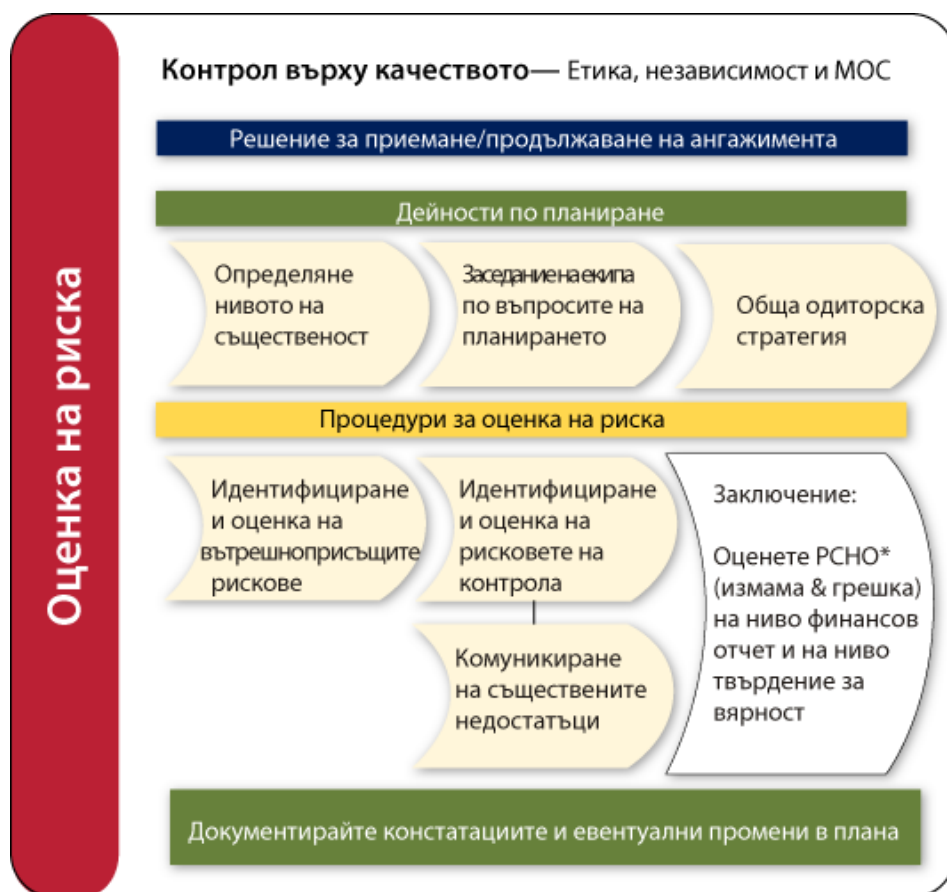 Оценка на риска
Контрол върху качеството— Етика, независимост и МОС
Решение за приемане/продължаване на ангажимента
Дейности по планиране
Определяне
нивото на
същественост
Заседание на екипа
по въпросите на
планирането
Обща одиторска
стратегия
Процедури за оценка на риска
Идентифициране
и оценка на
вътрешноприсъщите
рискове
Идентифициране
и оценка на
рисковете на
контрола
Комуникиране
на съществените
недостатъци
Заключение:
Оценете РСНО*
(измама & грешка)
на ниво финансов
отчет и на ниво
твърдение за
вярност
Документирайте констатациите и евентуални промени в плана